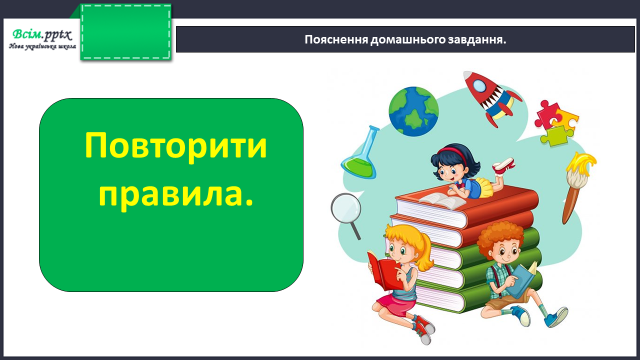 Всім.pptx
Нова українська школа
Пояснення домашнього завдання.
Повторити
правила.